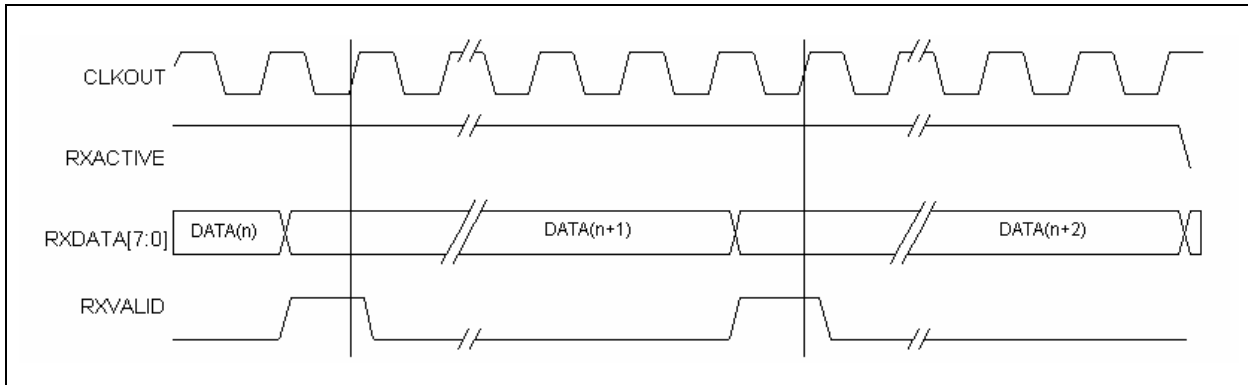 CLKOUT
RXACTIVE
RXDATA[7:0] DATA(n) DATA(n+1) DATA(n+2)
RXVALID